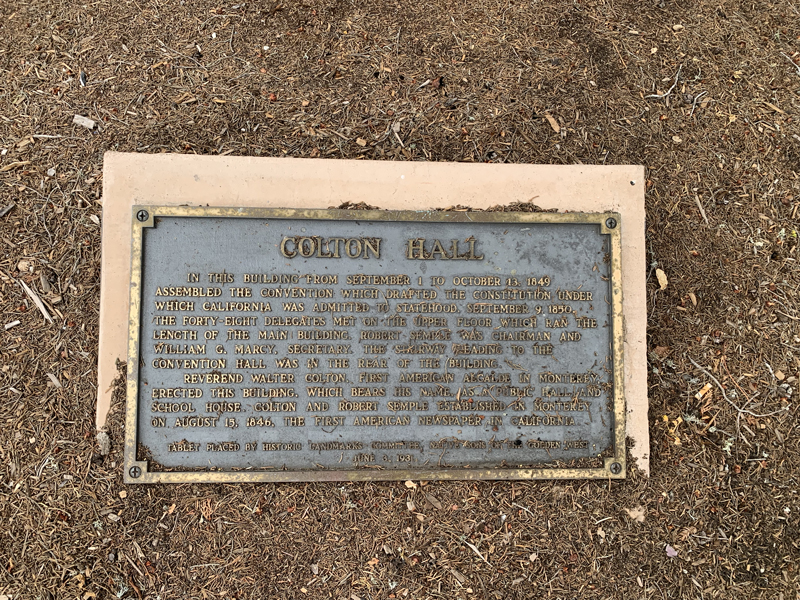 COLTON HALL
IN THIS BUILDING FROM SEPTEMBER 1 TO OCTOBER 13, 1849
ASSEMBLED THE CONVENTION WHICH DRAFTED THE CONSTITUTION UNDER
WHICH CALIFORNIA WAS ADMITTED TO STATEHOOD, SEPTEMBER 9, 1850.
THE FORTY-EIGHT DELEGATES MET ON THE UPPER FLOOR WHICH RAN THE
LENGTH OF THE MAIN BUILDING. ROBERT SEMPLE WAS CHAIRMAN AND
WILLIAM G. MARCY, SECRETARY. THE STAIRWAY LEADING TO THE
CONVENTION HALL WAS IN THE REAR OF THE BUILDING.
REVEREND WALTER COLTON, FIRST AMERICAN ALCALDE IN MONTEREY,
ERECTED THIS BUILDING, WHICH BEARS HIS NAME, AS A PUBLIC HALL AND
SCHOOL HOUSE. COLTON AND ROBERT SEMPLE ESTABLISHED IN MONTEREY
ON AUGUST 15, 1846, THE FIRST AMERICAN NEWSPAPER IN CALIFORNIA.
TABLET PLACED BY HISTORIC LANDMARKS COMMITTEE, NATIVE SONS OF THE GOLDEN WEST
JUNE 3, 1931